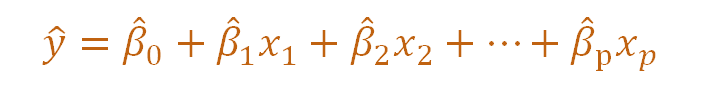 ŷ = β̂₀ + β̂₁x₁ + β̂₂x₂ + ⋯ + β̂ₚxₚ